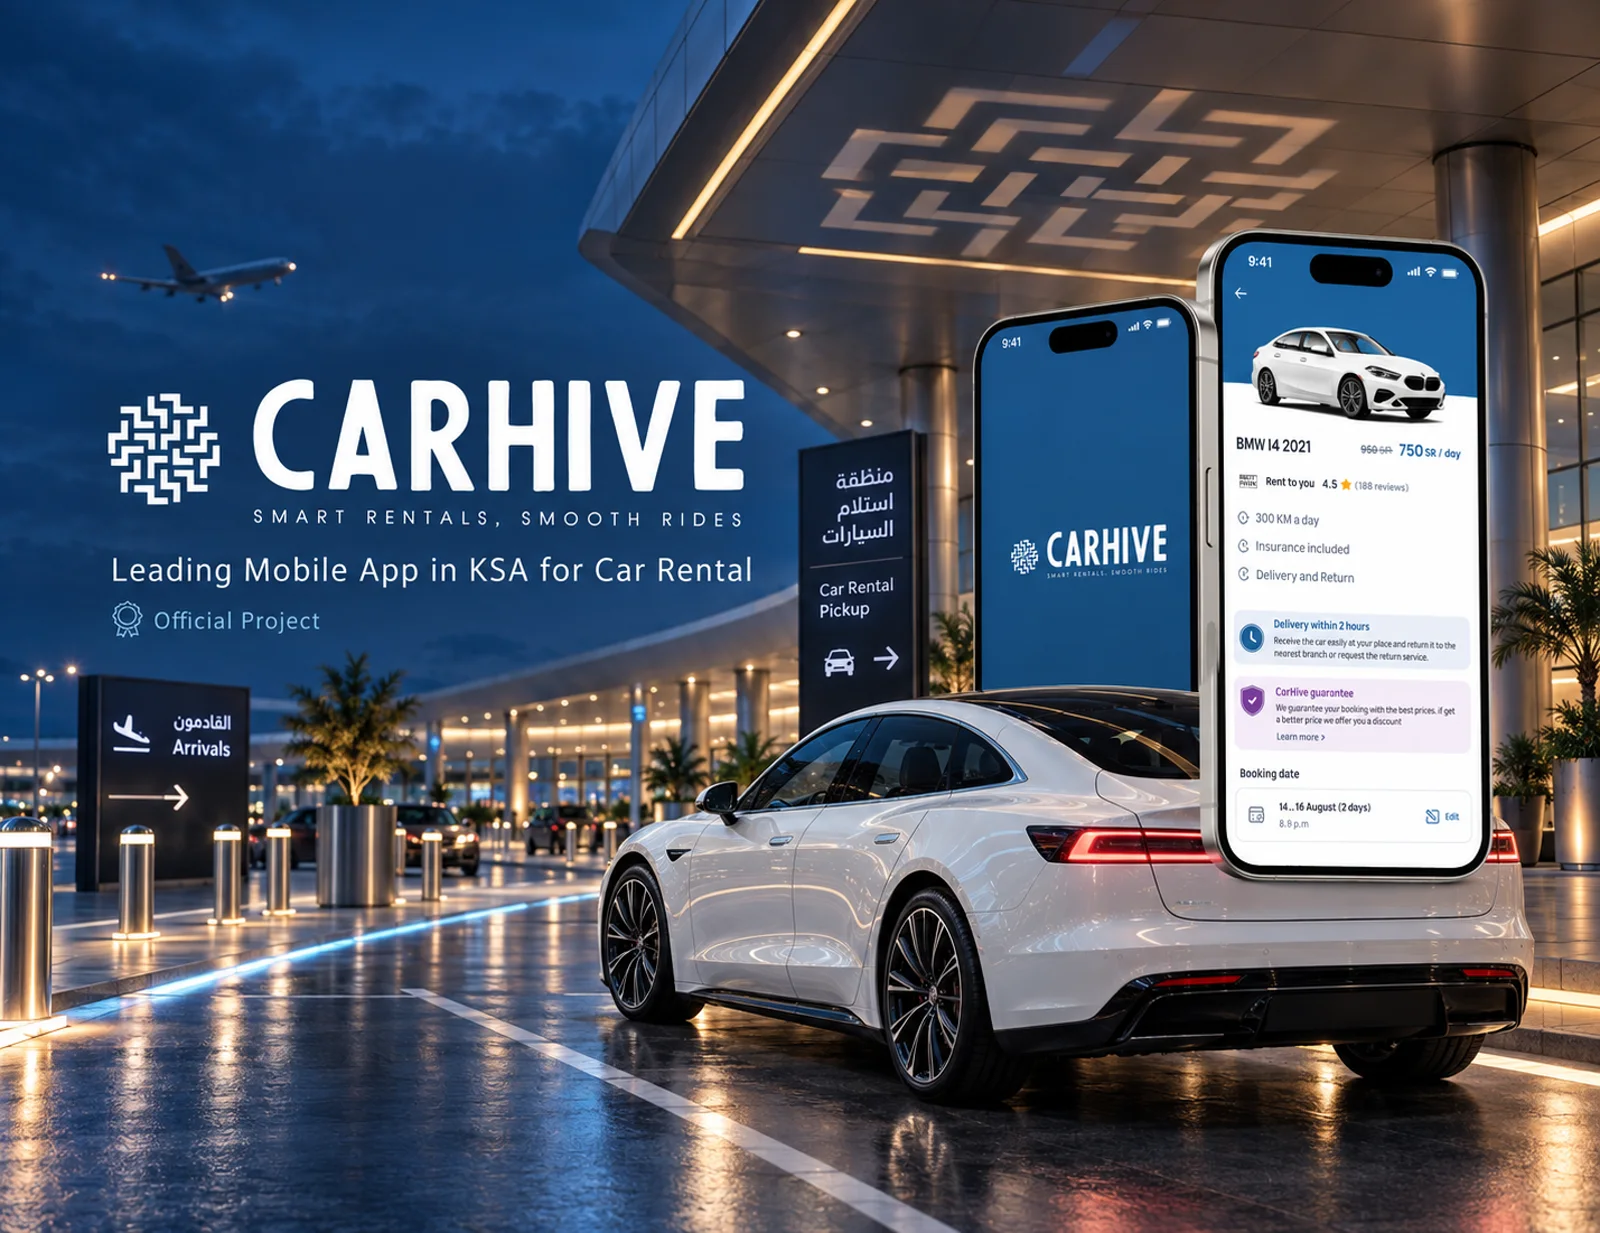 CARHIVE
SMART RENTALS, SMOOTH RIDES
Leading Mobile App in KSA for Car Rental
Official Project
القادمون
Arrivals
منظقة
استلام
السيارات
Car Rental
Pickup
9:41
CARHIVE
SMART RENTALS, SMOOTH RIDES
9:41
BMW I4 2021
950 SR 750 SR / day
Rent to you 4.5 (188 reviews)
300 KM a day
Insurance included
Delivery and Return
Delivery within 2 hours
Receive the car easily at your place and return it to the
nearest branch or request the return service.
CarHive guarantee
We guarantee your booking with the best prices. if get
a better price we offer you a discount
Learn more >
Booking date
14..16 August (2 days)
Edit